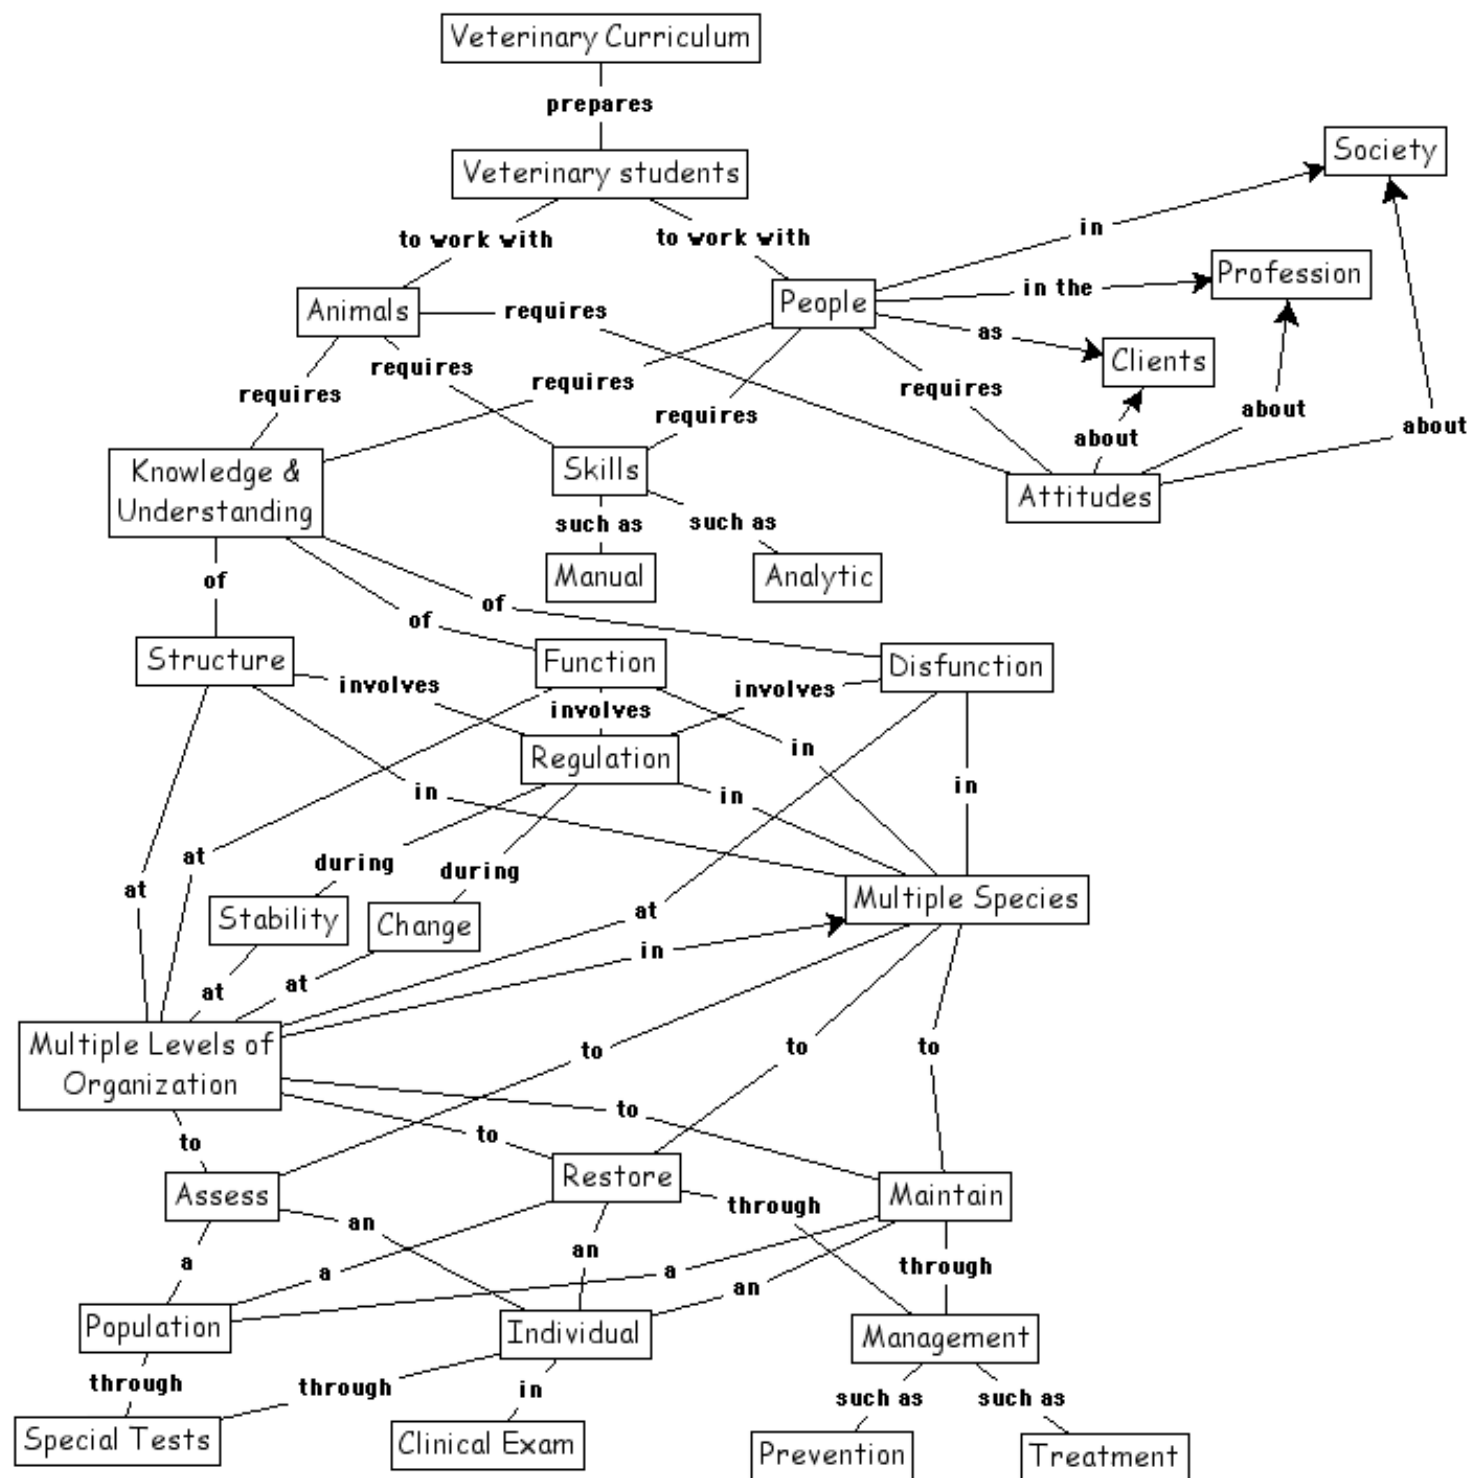 Veterinary Curriculum
prepares
Veterinary students
Society
to work with
to work with
in
Animals
requires
People
in the
Profession
as
Clients
requires
requires
requires
requires
requires
about
about
about
Knowledge &
Understanding
Skills
Attitudes
such as
such as
Manual
Analytic
of
of
of
Structure
Function
Disfunction
involves
involves
involves
Regulation
in
in
in
in
at
at
during
during
Stability
Change
Multiple Species
at
in
at
at
Multiple Levels of
Organization
to
to
to
to
to
to
Assess
Restore
Maintain
an
through
a
an
a
a
an
through
Population
Individual
Management
through
through
in
such as
such as
Special Tests
Clinical Exam
Prevention
Treatment